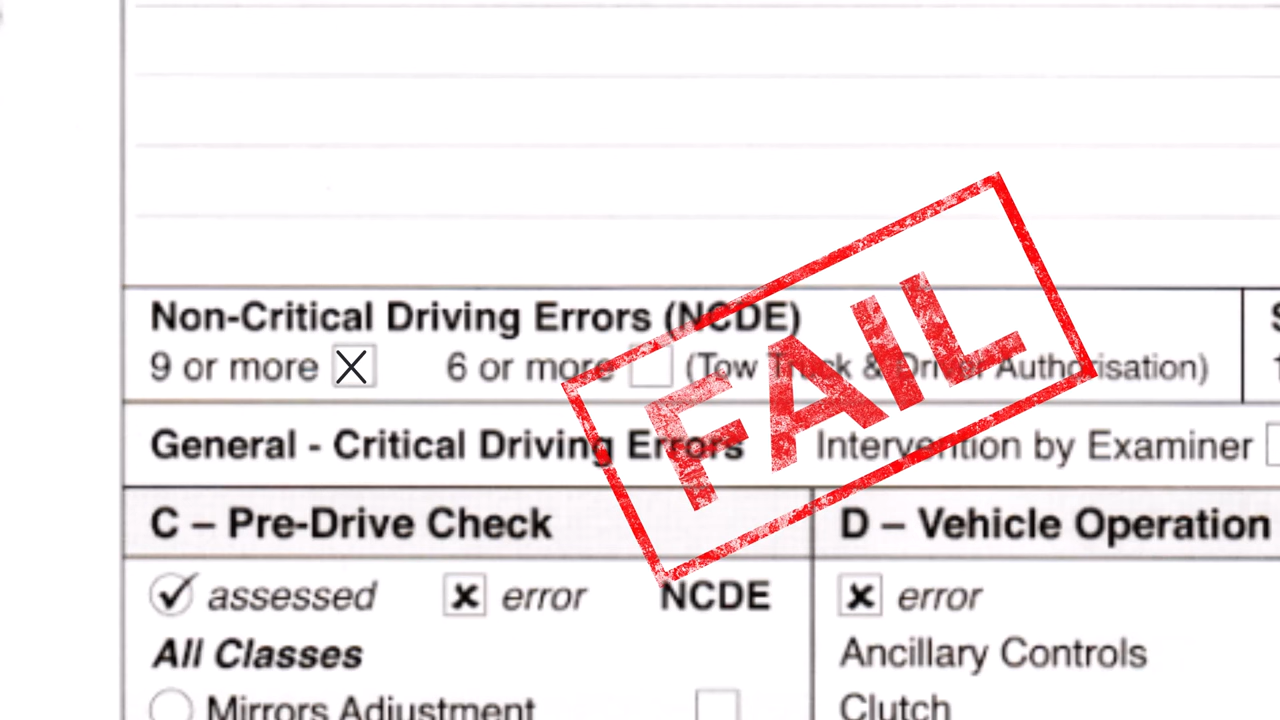 Non-Critical Driving Errors (NCDE)
9 or more 6 or more (Tow Truck & Driver Authorisation)
FAIL
General - Critical Driving Errors Intervention by Examiner
C – Pre-Drive Check
D – Vehicle Operation
assessed error NCDE
error
All Classes
Ancillary Controls
Mirrors Adjustment
Clutch